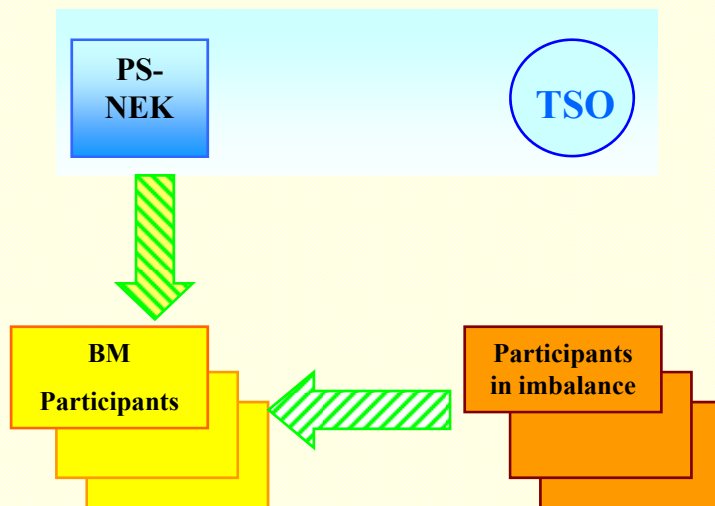 PS-
NEK
TSO
BM
Participants
Participants
in imbalance